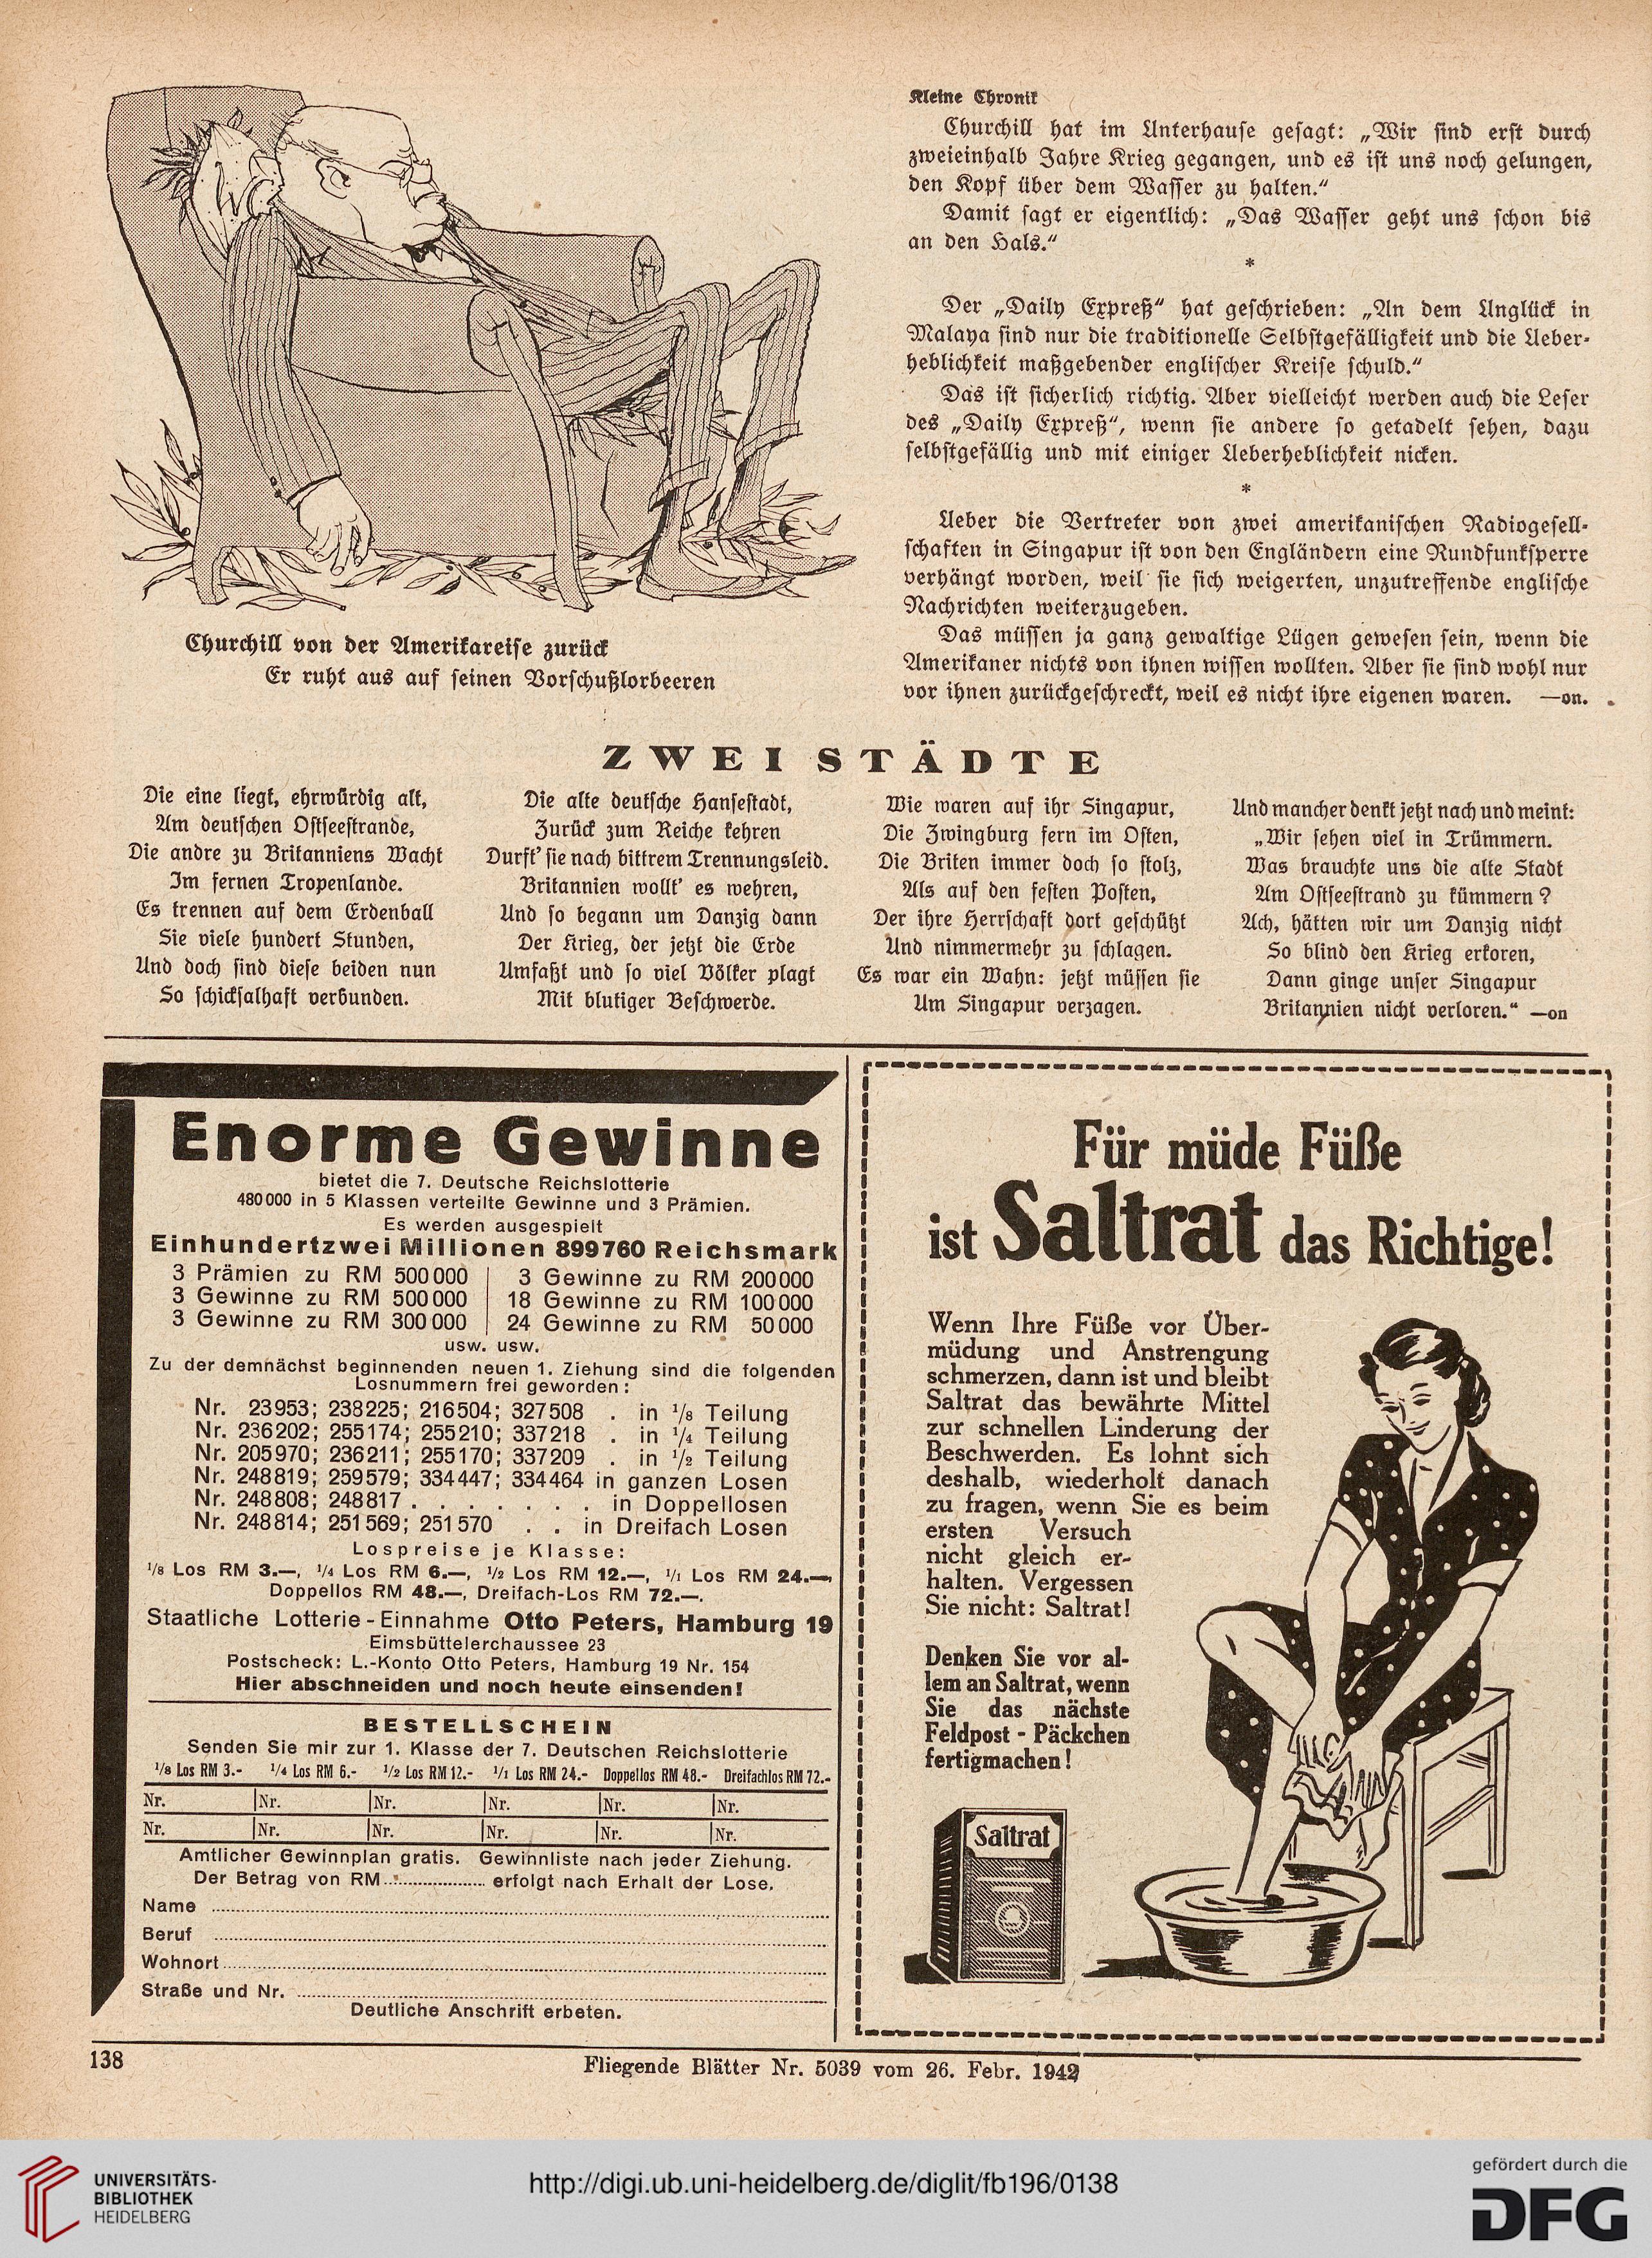 Churchill von der Amerikareise zurück
Er ruht aus auf seinen Vorschußlorbeeren
Kleine Chronik
Churchill hat im Unterhause gesagt: „Wir sind erst durch
zweieinhalb Jahre Krieg gegangen, und es ist uns noch gelungen,
den Kopf über dem Wasser zu halten.“
Damit sagt er eigentlich: „Das Wasser geht uns schon bis
an den Hals.“
*
Der „Daily Expreß“ hat geschrieben: „An dem Unglück in
Malaya sind nur die traditionelle Selbstgefälligkeit und die Ueber-
heblichkeit maßgebender englischer Kreise schuld.“
Das ist sicherlich richtig. Aber vielleicht werden auch die Leser
des „Daily Expreß“, wenn sie andere so getadelt sehen, dazu
selbstgefällig und mit einiger Ueberheblichkeit nicken.
*
Ueber die Vertreter von zwei amerikanischen Radiogesell-
schaften in Singapur ist von den Engländern eine Rundfunksperre
verhängt worden, weil sie sich weigerten, unzutreffende englische
Nachrichten weiterzugeben.
Das müssen ja ganz gewaltige Lügen gewesen sein, wenn die
Amerikaner nichts von ihnen wissen wollten. Aber sie sind wohl nur
vor ihnen zurückgeschreckt, weil es nicht ihre eigenen waren. —on.
ZWEI STÄDTE
Die eine liegt, ehrwürdig alt,
Am deutschen Ostseestrande,
Die andre zu Britanniens Wacht
Im fernen Tropenlande.
Es trennen auf dem Erdenball
Sie viele hundert Stunden,
Und doch sind diese beiden nun
So schicksalhaft verbunden.
Die alte deutsche Hansestadt,
Zurück zum Reiche kehren
Durft' sie nach bittrem Trennungsleid.
Britannien wollt' es wehren,
Und so begann um Danzig dann
Der Krieg, der jetzt die Erde
Umfaßt und so viel Völker plagt
Mit blutiger Beschwerde.
Wie waren auf ihr Singapur,
Die Zwingburg fern im Osten,
Die Briten immer doch so stolz,
Als auf den festen Posten,
Der ihre Herrschaft dort geschützt
Und nimmermehr zu schlagen.
Es war ein Wahn: jetzt müssen sie
Um Singapur verzagen.
Und mancher denkt jetzt nach und meint:
„Wir sehen viel in Trümmern.
Was brauchte uns die alte Stadt
Am Ostseestrand zu kümmern?
Ach, hätten wir um Danzig nicht
So blind den Krieg erkoren,
Dann ginge unser Singapur
Britannien nicht verloren.“ —on
Enorme Gewinne
bietet die 7. Deutsche Reichslotterie
480000 in 5 Klassen verteilte Gewinne und 3 Prämien.
Es werden ausgespielt
Einhundertzwei Millionen 899760 Reichsmark
3 Prämien zu RM 500000 3 Gewinne zu RM 200000
3 Gewinne zu RM 500000 18 Gewinne zu RM 100000
3 Gewinne zu RM 300000 24 Gewinne zu RM 50000
usw. usw.
Zu der demnächst beginnenden neuen 1. Ziehung sind die folgenden
Losnummern frei geworden:
Nr. 23953; 238225; 216504; 327508 . in 1/8 Teilung
Nr. 236202; 255174; 255210; 337218 . in 1/4 Teilung
Nr. 205970; 236211; 255170; 337209 . in 1/2 Teilung
Nr. 248819; 259579; 334447; 334464 in ganzen Losen
Nr. 248808; 248817 . . . . . . . in Doppellosen
Nr. 248814; 251569; 251570 . . in Dreifach Losen
Lospreise je Klasse:
1/8 Los RM 3.—, 1/4 Los RM 6.—, 1/2 Los RM 12.—, 1/1 Los RM 24.—,
Doppellos RM 48.—, Dreifach-Los RM 72.—.
Staatliche Lotterie-Einnahme Otto Peters, Hamburg 19
Eimsbüttelerchaussee 23
Postscheck: L.-Konto Otto Peters, Hamburg 19 Nr. 154
Hier abschneiden und noch heute einsenden!
BESTELLSCHEIN
Senden Sie mir zur 1. Klasse der 7. Deutschen Reichslotterie
1/8 Los RM 3.- 1/4 Los RM 6.- 1/2 Los RM 12.- 1/1 Los RM 24.- Doppellos RM 48.- Dreifachlos RM 72.-
Nr. Nr. Nr. Nr. Nr. Nr.
Nr. Nr. Nr. Nr. Nr. Nr.
Amtlicher Gewinnplan gratis. Gewinnliste nach jeder Ziehung.
Der Betrag von RM.................... erfolgt nach Erhalt der Lose.
Name
Beruf
Wohnort
Straße und Nr.
Deutliche Anschrift erbeten.
Für müde Füße
ist Saltrat das Richtige!
Wenn Ihre Füße vor Über-
müdung und Anstrengung
schmerzen, dann ist und bleibt
Saltrat das bewährte Mittel
zur schnellen Linderung der
Beschwerden. Es lohnt sich
deshalb, wiederholt danach
zu fragen, wenn Sie es beim
ersten Versuch
nicht gleich er-
halten. Vergessen
Sie nicht: Saltrat!
Denken Sie vor al-
lem an Saltrat, wenn
Sie das nächste
Feldpost-Päckchen
fertigmachen!
Saltrat
138
Fliegende Blätter Nr. 5039 vom 26. Febr. 1942
UNIVERSITÄTS-
BIBLIOTHEK
HEIDELBERG
http://digi.ub.uni-heidelberg.de/diglit/fb196/0138
gefördert durch die
DFG